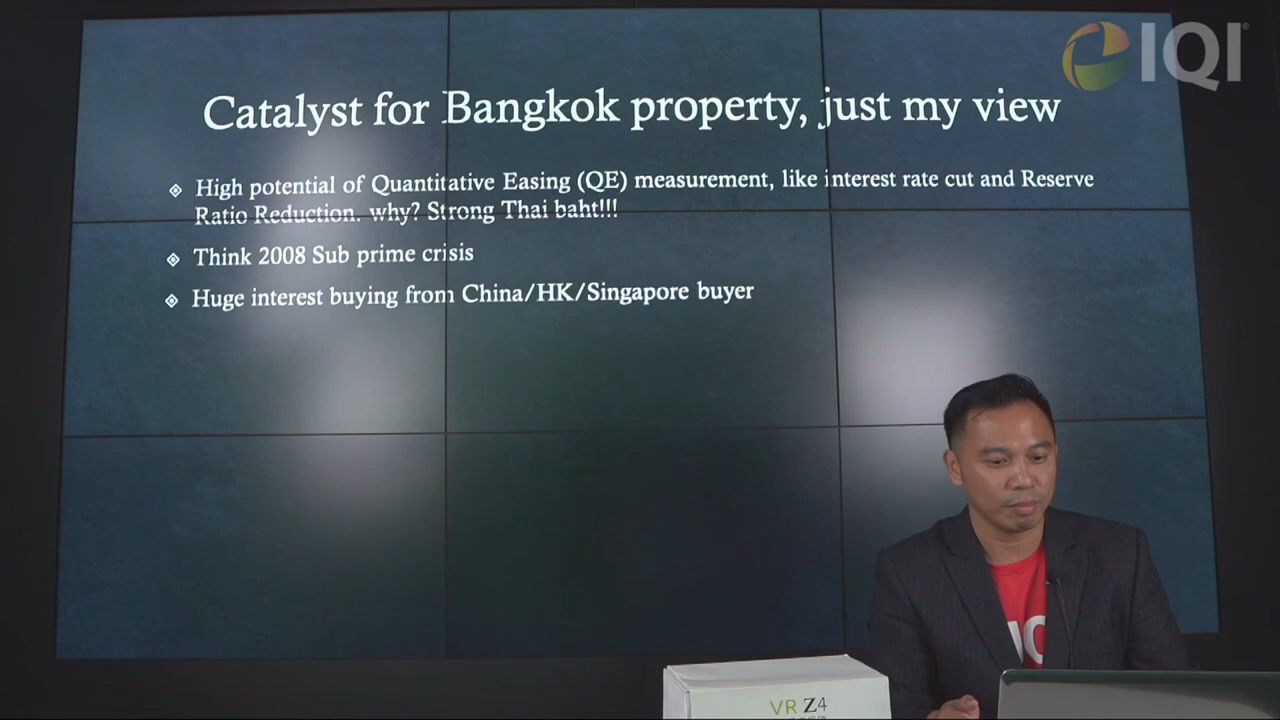 IQI
Catalyst for Bangkok property, just my view
High potential of Quantitative Easing (QE) measurement, like interest rate cut and Reserve
Ratio Reduction. why? Strong Thai baht!!!
Think 2008 Sub prime crisis
Huge interest buying from China/HK/Singapore buyer
VR Z4